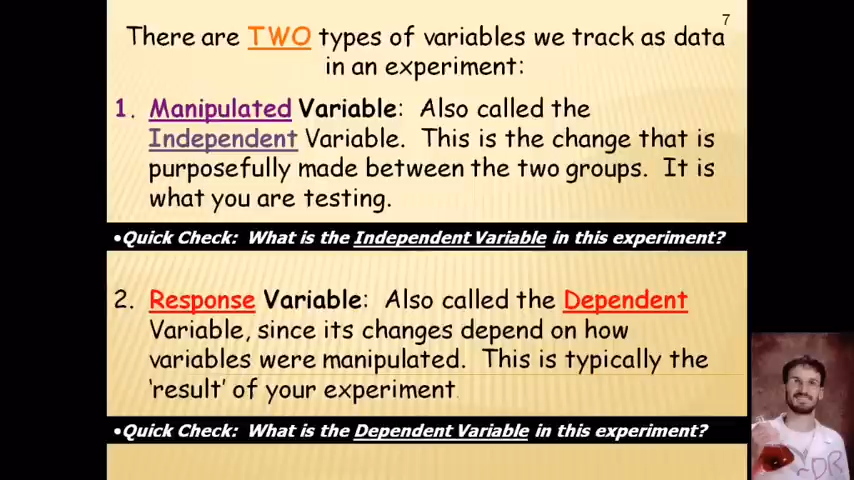 7
There are TWO types of variables we track as data
in an experiment:
1. Manipulated Variable: Also called the
Independent Variable. This is the change that is
purposefully made between the two groups. It is
what you are testing.
•Quick Check: What is the Independent Variable in this experiment?
2. Response Variable: Also called the Dependent
Variable, since its changes depend on how
variables were manipulated. This is typically the
'result' of your experiment.
•Quick Check: What is the Dependent Variable in this experiment?
DR